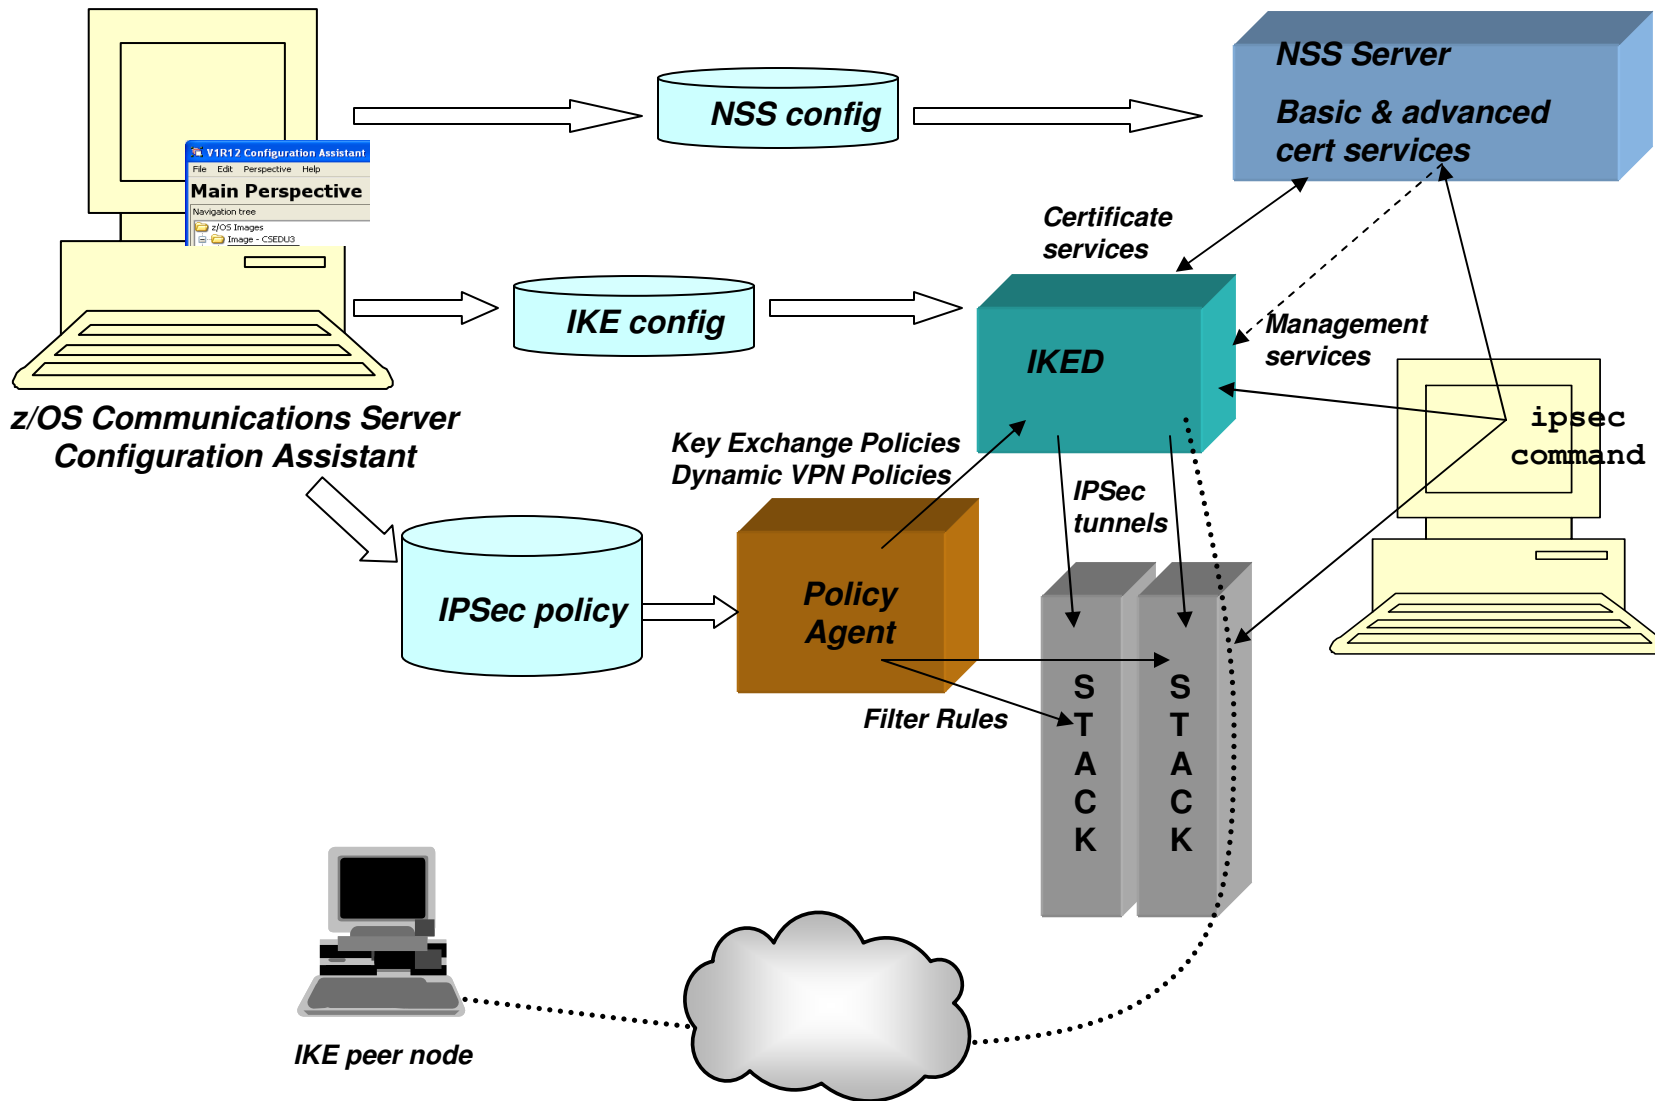 NSS Server
Basic & advanced
cert services
NSS config
V1R12 Configuration Assistant
File Edit Perspective Help
Main Perspective
Navigation tree
z/OS Images
Image - CSEDU3
Certificate
services
IKE config
IKED
Management
services
z/OS Communications Server
Configuration Assistant
ipsec
command
Key Exchange Policies
Dynamic VPN Policies
IPSec
tunnels
IPSec policy
Policy
Agent
Filter Rules
STACK
STACK
IKE peer node